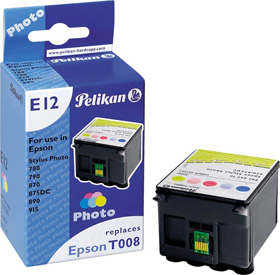 Photo
E12
Pelikan
www.pelikan-hardcopy.com
For use in
Epson
Stylus Photo
780
790
870
875DC
890
915
Photo
replaces
Epson T008